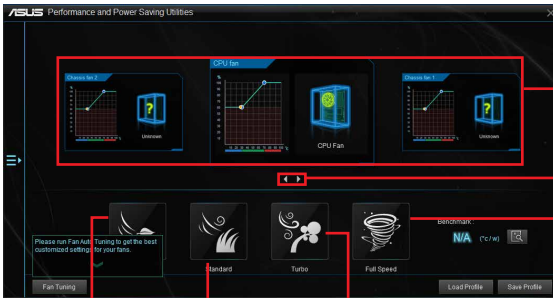 ASUS Performance and Power Saving Utilities
CPU fan
Chassis fan 2
Chassis fan 1
?
Unknown
CPU Fan
?
Unknown
Benchmark :
N/A (°c / w)
Please run Fan Auto Tuning to get the best
customized settings for your fans.
Standard
Turbo
Full Speed
Fan Tuning
Load Profile
Save Profile